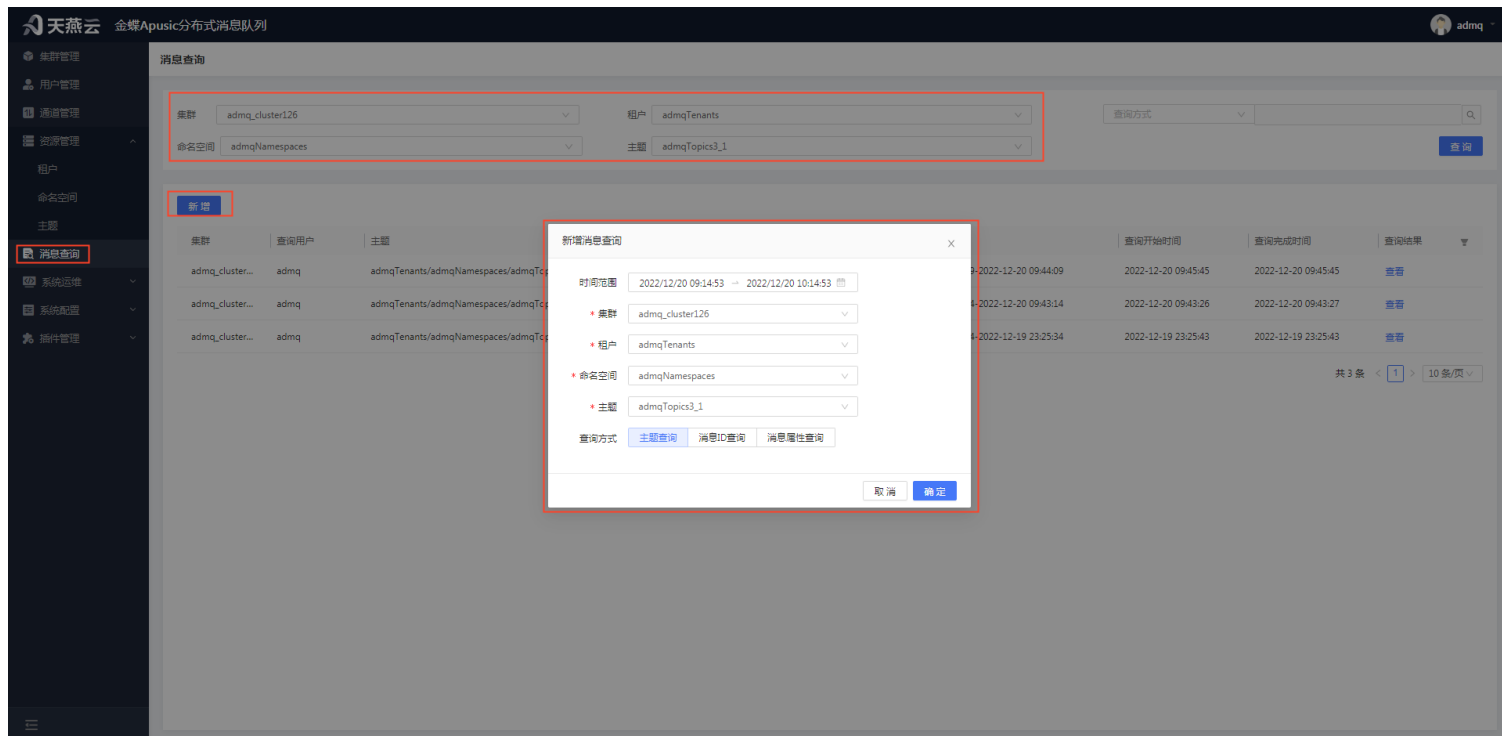 天燕云 金蝶Apusic分布式消息队列 admq
集群管理
用户管理
通道管理
资源管理
租户
命名空间
主题
消息查询
系统运维
系统配置
插件管理
消息查询
集群 admq_cluster126 租户 admqTenants 查询方式
命名空间 admqNamespaces 主题 admqTopics3_1 查 询
新 增
集群 查询用户 主题 查询开始时间 查询完成时间 查询结果
admq_cluster... admq admqTenants/admqNamespaces/admqTop 9-2022-12-20 09:44:09 2022-12-20 09:45:45 2022-12-20 09:45:45 查看
admq_cluster... admq admqTenants/admqNamespaces/admqTop 4-2022-12-20 09:43:14 2022-12-20 09:43:26 2022-12-20 09:43:27 查看
admq_cluster... admq admqTenants/admqNamespaces/admqTop 4-2022-12-19 23:25:34 2022-12-19 23:25:43 2022-12-19 23:25:43 查看
共 3 条 < 1 > 10 条/页
新增消息查询 X
时间范围 2022/12/20 09:14:53 → 2022/12/20 10:14:53
* 集群 admq_cluster126
* 租户 admqTenants
* 命名空间 admqNamespaces
* 主题 admqTopics3_1
查询方式 主题查询 消息ID查询 消息属性查询
取 消 确 定